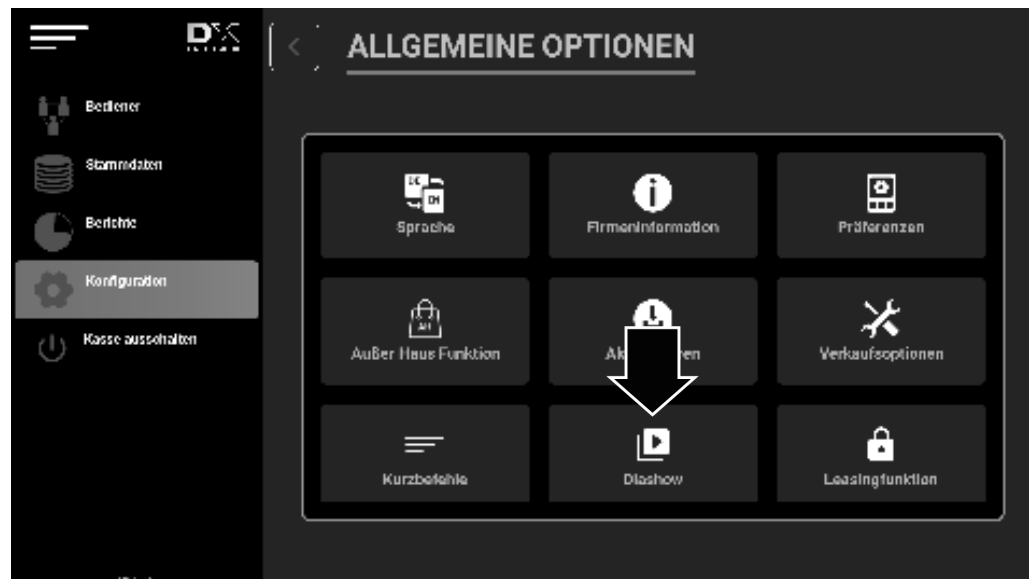 DX
ALLGEMEINE OPTIONEN
Bediener
Stammdaten
Berichte
Konfiguration
Kasse ausschalten
Sprache
Firmeninformation
Präferenzen
Außer Haus Funktion
Verkaufsoptionen
Kurzbefehle
Diashow
Leasingfunktion